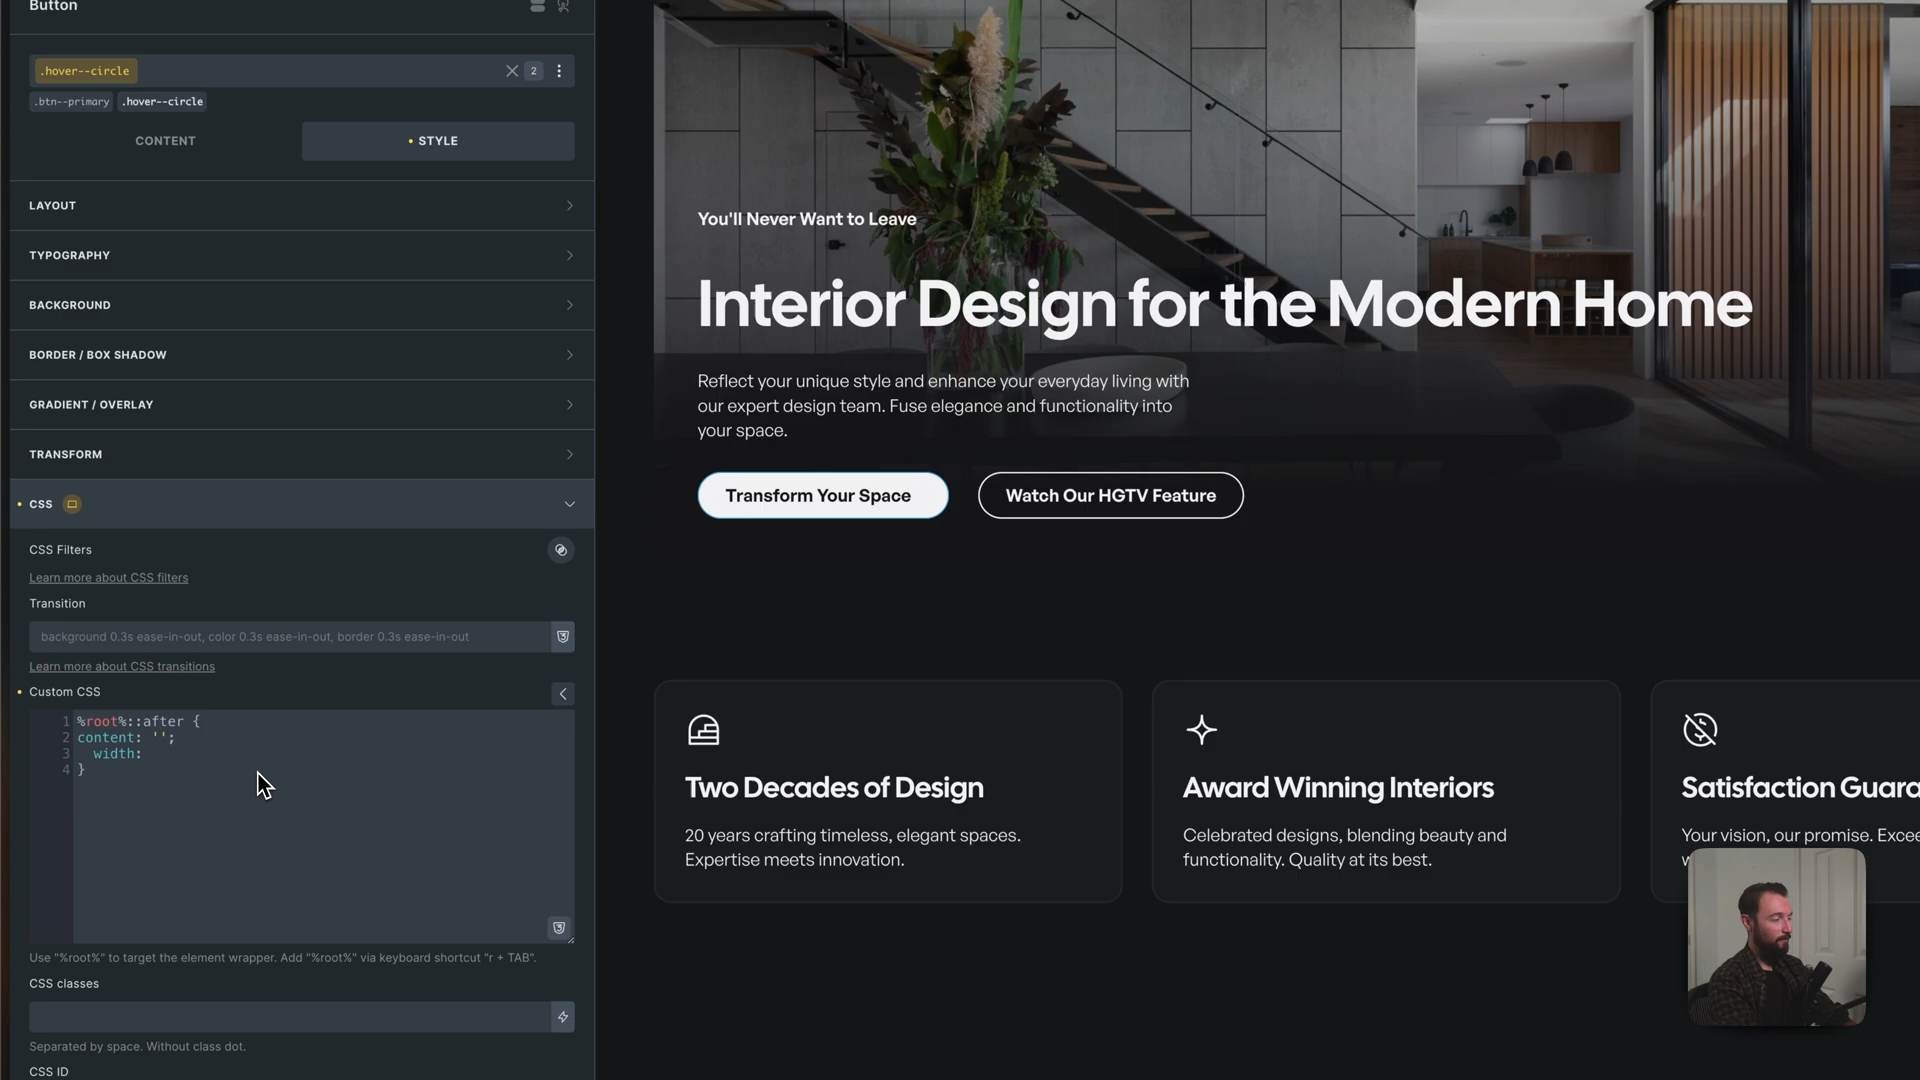 Button
.hover--circle
2
.btn--primary
.hover--circle
CONTENT
STYLE
LAYOUT
TYPOGRAPHY
BACKGROUND
BORDER / BOX SHADOW
GRADIENT / OVERLAY
TRANSFORM
CSS
CSS Filters
Learn more about CSS filters
Transition
background 0.3s ease-in-out, color 0.3s ease-in-out, border 0.3s ease-in-out
Learn more about CSS transitions
Custom CSS
1 %root%::after {
2 content: '';
3 width:
4 }
Use "%root%" to target the element wrapper. Add "%root%" via keyboard shortcut "r + TAB".
CSS classes
Separated by space. Without class dot.
CSS ID
You'll Never Want to Leave
Interior Design for the Modern Home
Reflect your unique style and enhance your everyday living with
our expert design team. Fuse elegance and functionality into
your space.
Transform Your Space
Watch Our HGTV Feature
Two Decades of Design
20 years crafting timeless, elegant spaces.
Expertise meets innovation.
Award Winning Interiors
Celebrated designs, blending beauty and
functionality. Quality at its best.
Satisfaction Guara
Your vision, our promise. Excee